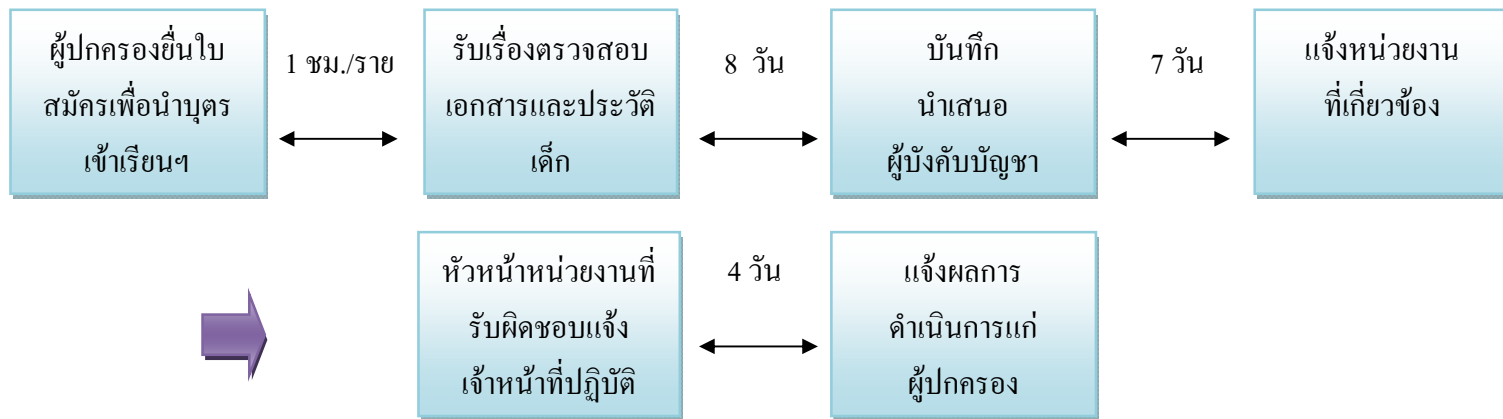 ผู้ปกครองยื่นใบ
สมัครเพื่อนำบุตร
เข้าเรียนฯ
1 ชม./ราย
รับเรื่องตรวจสอบ
เอกสารและประวัติ
เด็ก
8 วัน
บันทึก
นำเสนอ
ผู้บังคับบัญชา
7 วัน
แจ้งหน่วยงาน
ที่เกี่ยวข้อง
หัวหน้าหน่วยงานที่
รับผิดชอบแจ้ง
เจ้าหน้าที่ปฏิบัติ
4 วัน
แจ้งผลการ
ดำเนินการแก่
ผู้ปกครอง